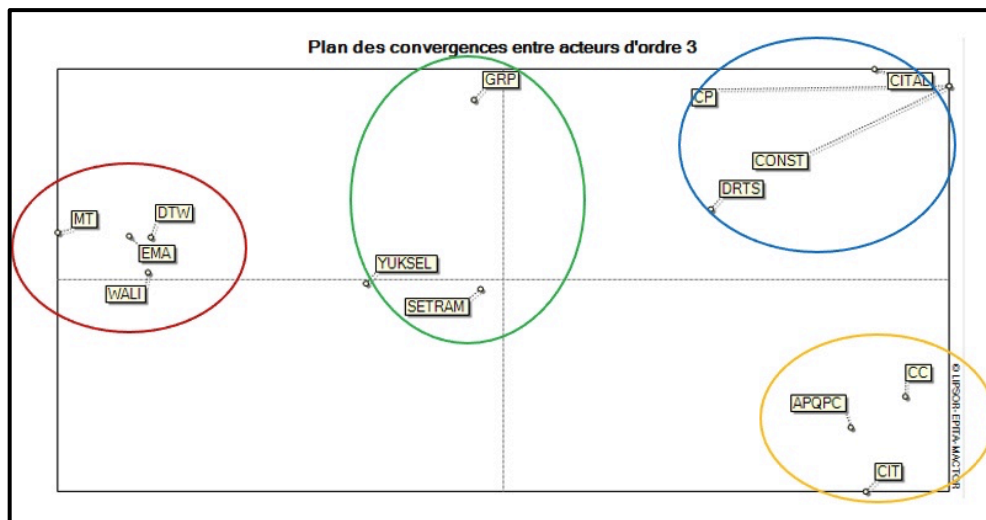 Plan des convergences entre acteurs d'ordre 3
GRP
CITAL
CP
CONST
DRTS
MT
DTW
EMA
WALI
YUKSEL
SETRAM
CC
APQPC
CIT
© LIPSOR-EPITA-MACTOR